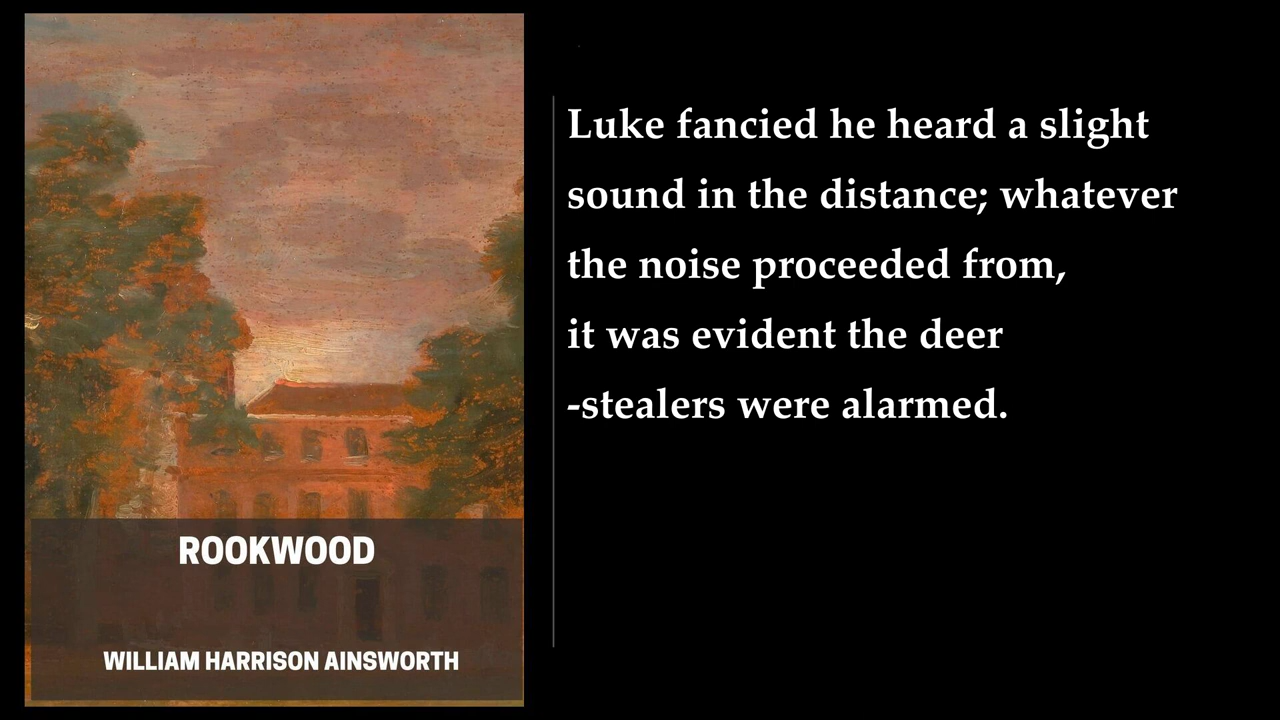 ROOKWOOD
WILLIAM HARRISON AINSWORTH
Luke fancied he heard a slight
sound in the distance; whatever
the noise proceeded from,
it was evident the deer
-stealers were alarmed.